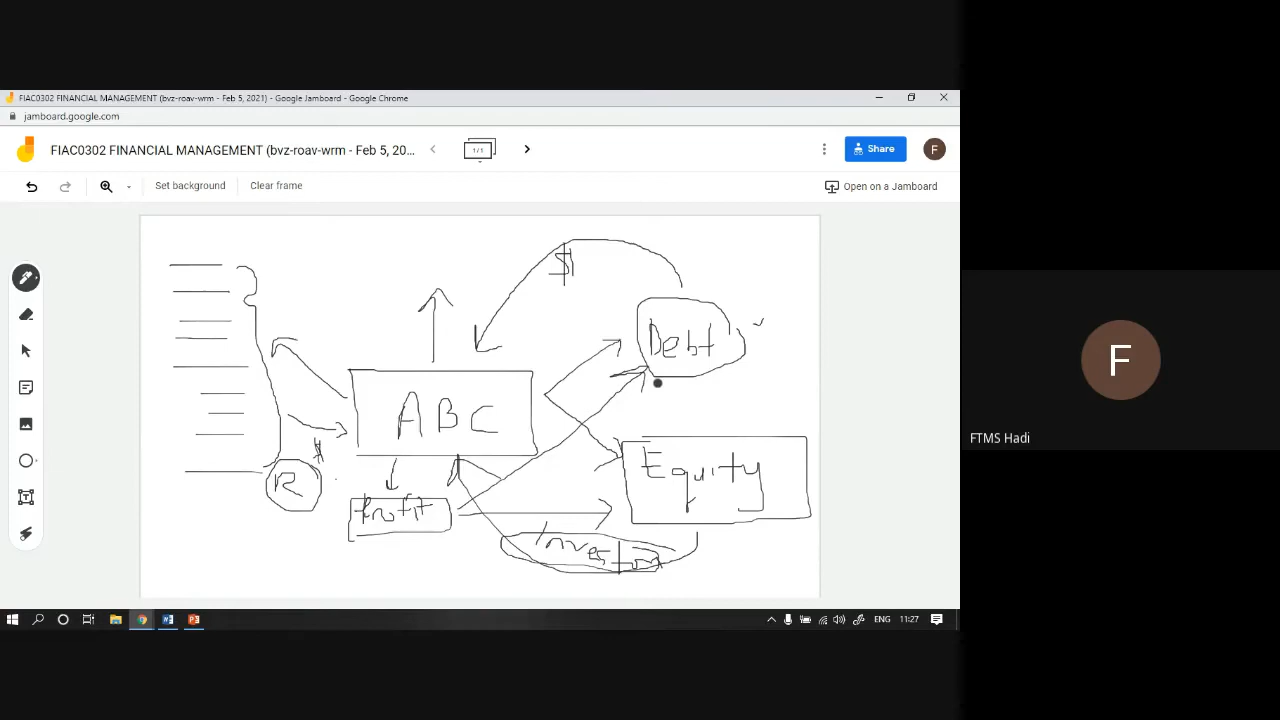 FIAC0302 FINANCIAL MANAGEMENT (bvz-roav-wrm - Feb 5, 2021) - Google Jamboard - Google Chrome
jamboard.google.com
FIAC0302 FINANCIAL MANAGEMENT (bvz-roav-wrm - Feb 5, 20...
1/1
Share
F
Set background
Clear frame
Open on a Jamboard
$
Debt
ABC
$
Equity
R
Profit
F
FTMS Hadi
ENG
11:27